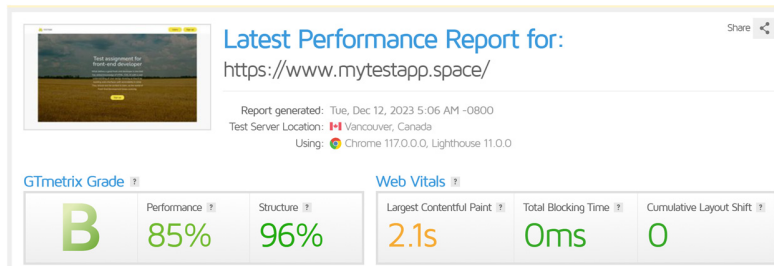 Share
Latest Performance Report for:
https://www.mytestapp.space/
Report generated: Tue, Dec 12, 2023 5:06 AM -0800
Test Server Location: Vancouver, Canada
Using: Chrome 117.0.0.0, Lighthouse 11.0.0
Test assignment for
front-end developer
GTmetrix Grade ?
Web Vitals ?
B
Performance ?
85%
Structure ?
96%
Largest Contentful Paint ?
2.1s
Total Blocking Time ?
0ms
Cumulative Layout Shift ?
0